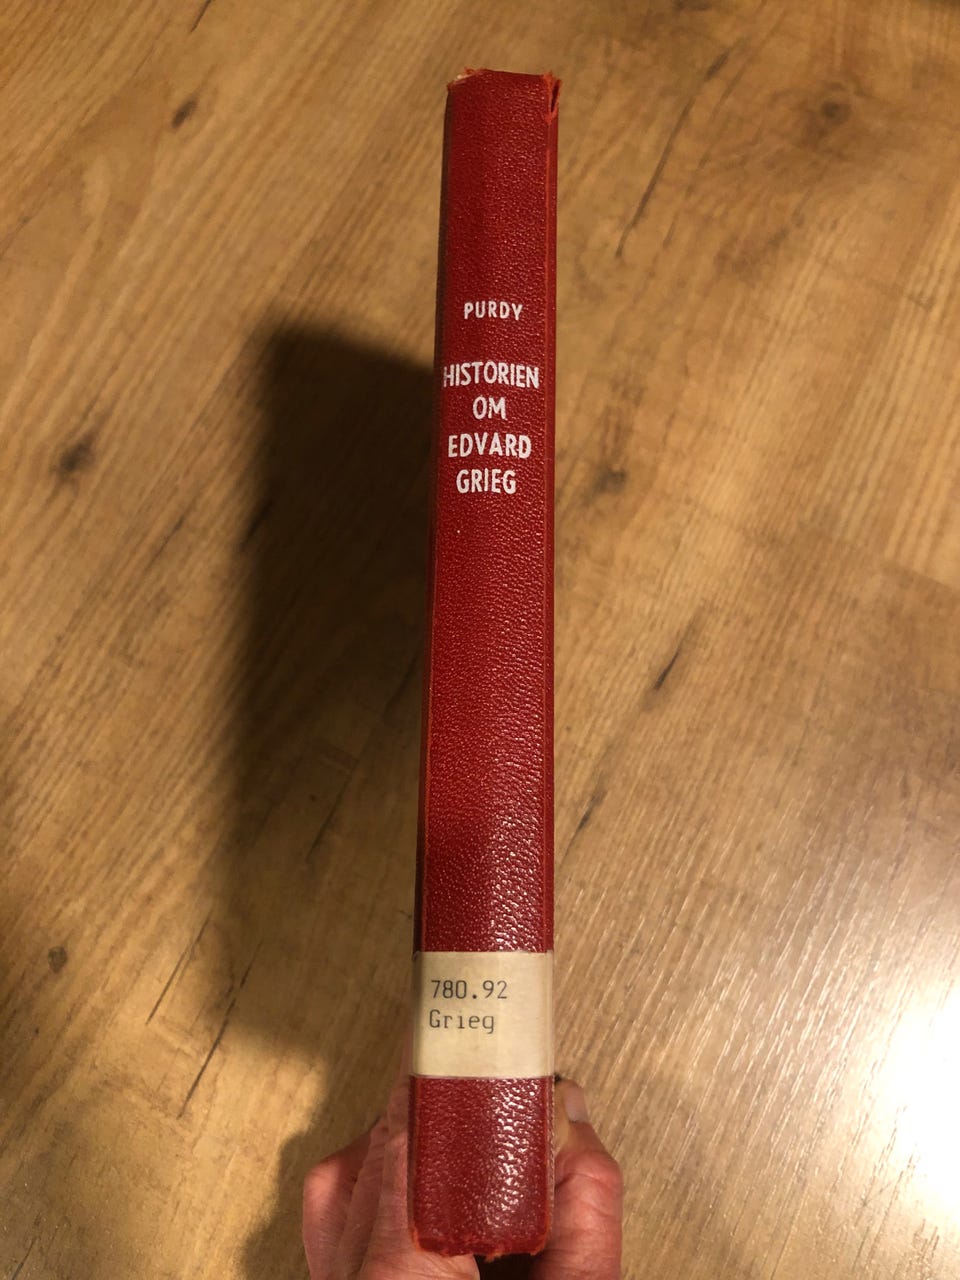 PURDY
HISTORIEN
OM
EDVARD
GRIEG
780.92
Grieg